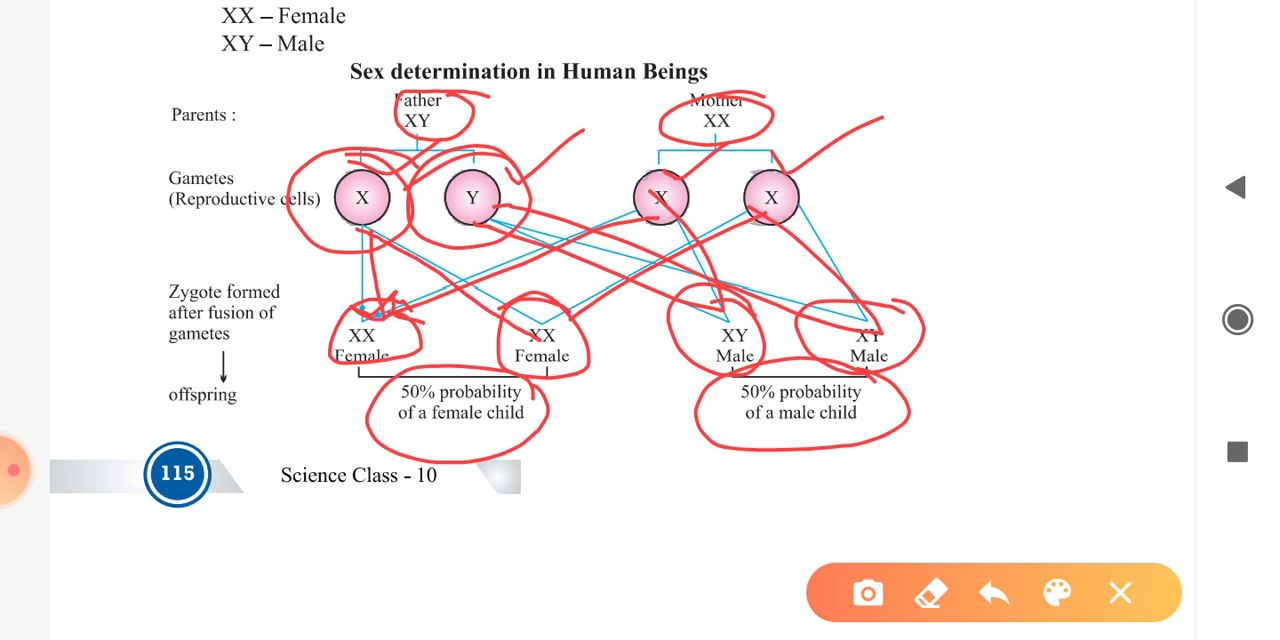 XX – Female
XY – Male
Sex determination in Human Beings
Parents : Father Mother
XY XX
Gametes
(Reproductive cells) X Y X X
Zygote formed
after fusion of
gametes XX XX XY XY
Female Female Male Male
offspring 50% probability 50% probability
of a female child of a male child
115 Science Class - 10